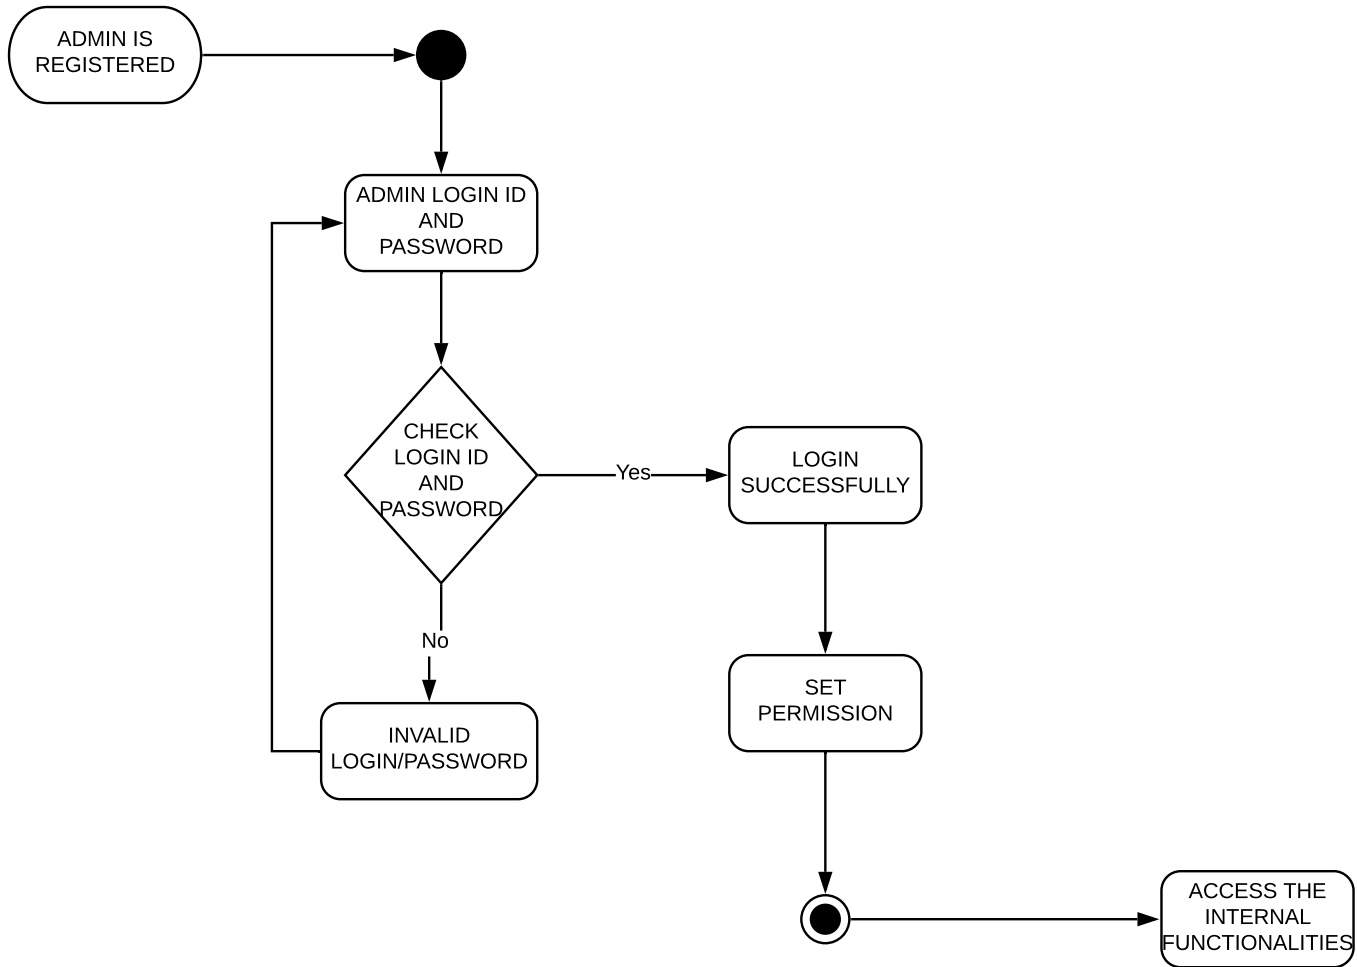 ADMIN IS
REGISTERED
ADMIN LOGIN ID
AND
PASSWORD
CHECK
LOGIN ID
AND
PASSWORD
Yes
LOGIN
SUCCESSFULLY
No
SET
PERMISSION
INVALID
LOGIN/PASSWORD
ACCESS THE
INTERNAL
FUNCTIONALITIES